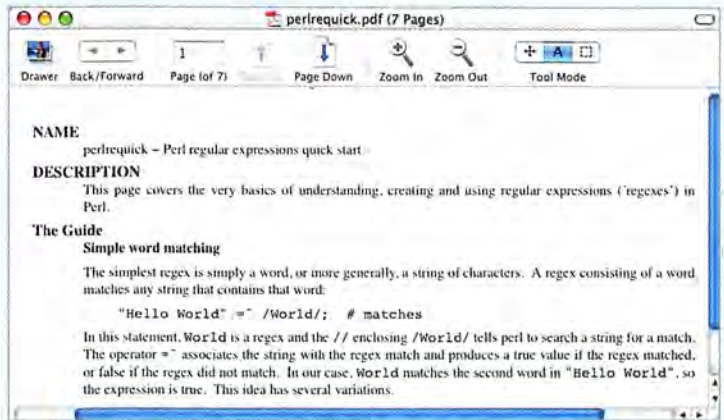 perlrequick.pdf (7 Pages)
1
Drawer Back/Forward Page (of 7) Page Down Zoom In Zoom Out Tool Mode
A
NAME
perlrequick – Perl regular expressions quick start
DESCRIPTION
This page covers the very basics of understanding, creating and using regular expressions ('regexes') in
Perl.
The Guide
Simple word matching
The simplest regex is simply a word, or more generally, a string of characters. A regex consisting of a word
matches any string that contains that word:
"Hello World" =~ /World/; # matches
In this statement, World is a regex and the // enclosing /World/ tells perl to search a string for a match.
The operator =~ associates the string with the regex match and produces a true value if the regex matched,
or false if the regex did not match. In our case, World matches the second word in "Hello World", so
the expression is true. This idea has several variations.